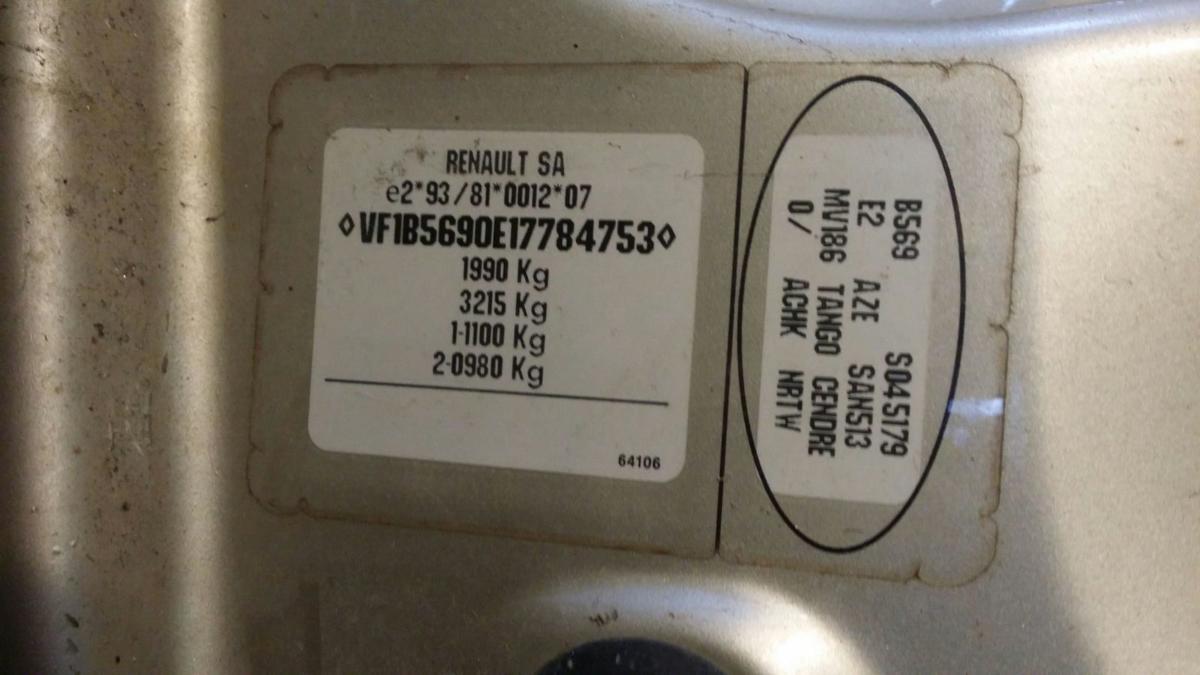 RENAULT SA
e2*93/81*0012*07
◊VF1B5690E17784753◊
1990 Kg
3215 Kg
1-1100 Kg
2-0980 Kg
64106
B569 S045179
E2 AZE SAN513
MV186 TANGO CENDRE
0/ ACHK NRTW